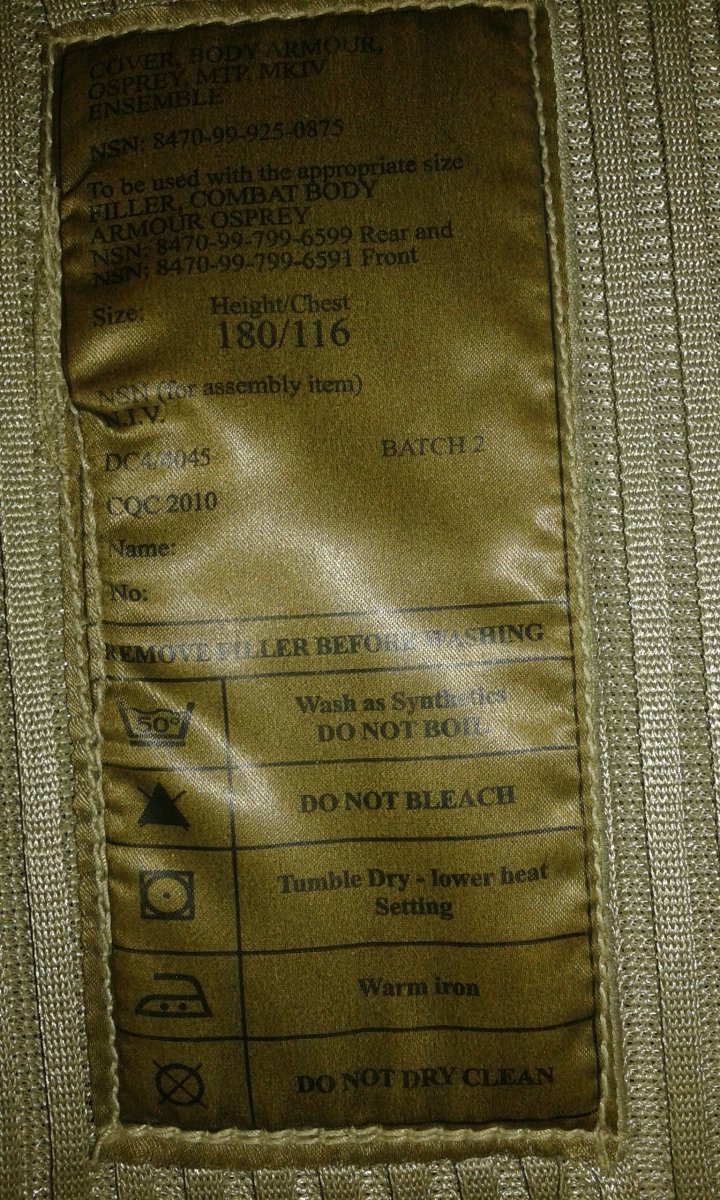 COVER, BODY ARMOUR,
OSPREY, MTP, MKIV
ENSEMBLE
NSN: 8470-99-925-0875
To be used with the appropriate size
FILLER, COMBAT BODY
ARMOUR OSPREY
NSN: 8470-99-799-6599 Rear and
NSN: 8470-99-799-6591 Front
Size: Height/Chest
180/116
NSN (for assembly item)
N.I.V.
DC4/4045 BATCH 2
CQC 2010
Name:
No:
REMOVE FILLER BEFORE WASHING
50° Wash as Synthetics
DO NOT BOIL
DO NOT BLEACH
Tumble Dry - lower heat
Setting
Warm iron
DO NOT DRY CLEAN